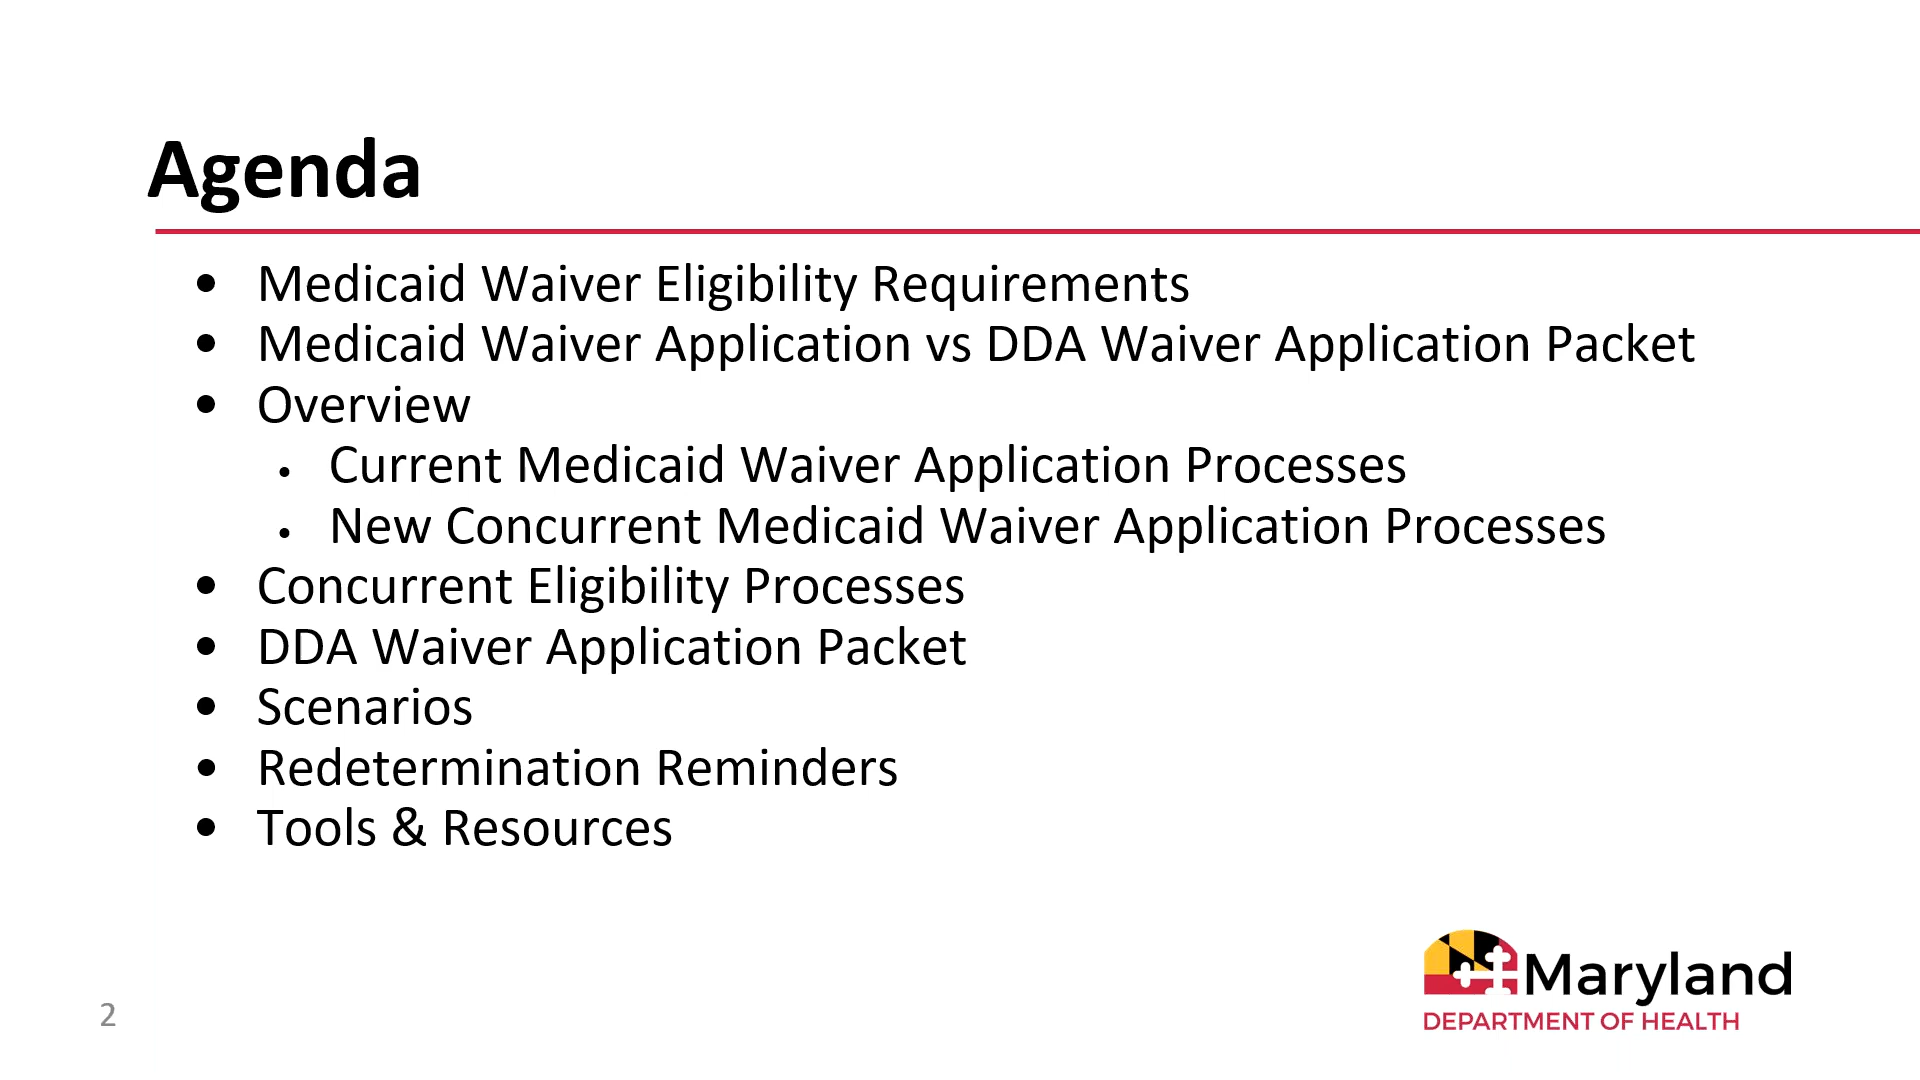 Agenda
• Medicaid Waiver Eligibility Requirements
• Medicaid Waiver Application vs DDA Waiver Application Packet
• Overview
• Current Medicaid Waiver Application Processes
• New Concurrent Medicaid Waiver Application Processes
• Concurrent Eligibility Processes
• DDA Waiver Application Packet
• Scenarios
• Redetermination Reminders
• Tools & Resources
Maryland
DEPARTMENT OF HEALTH
2